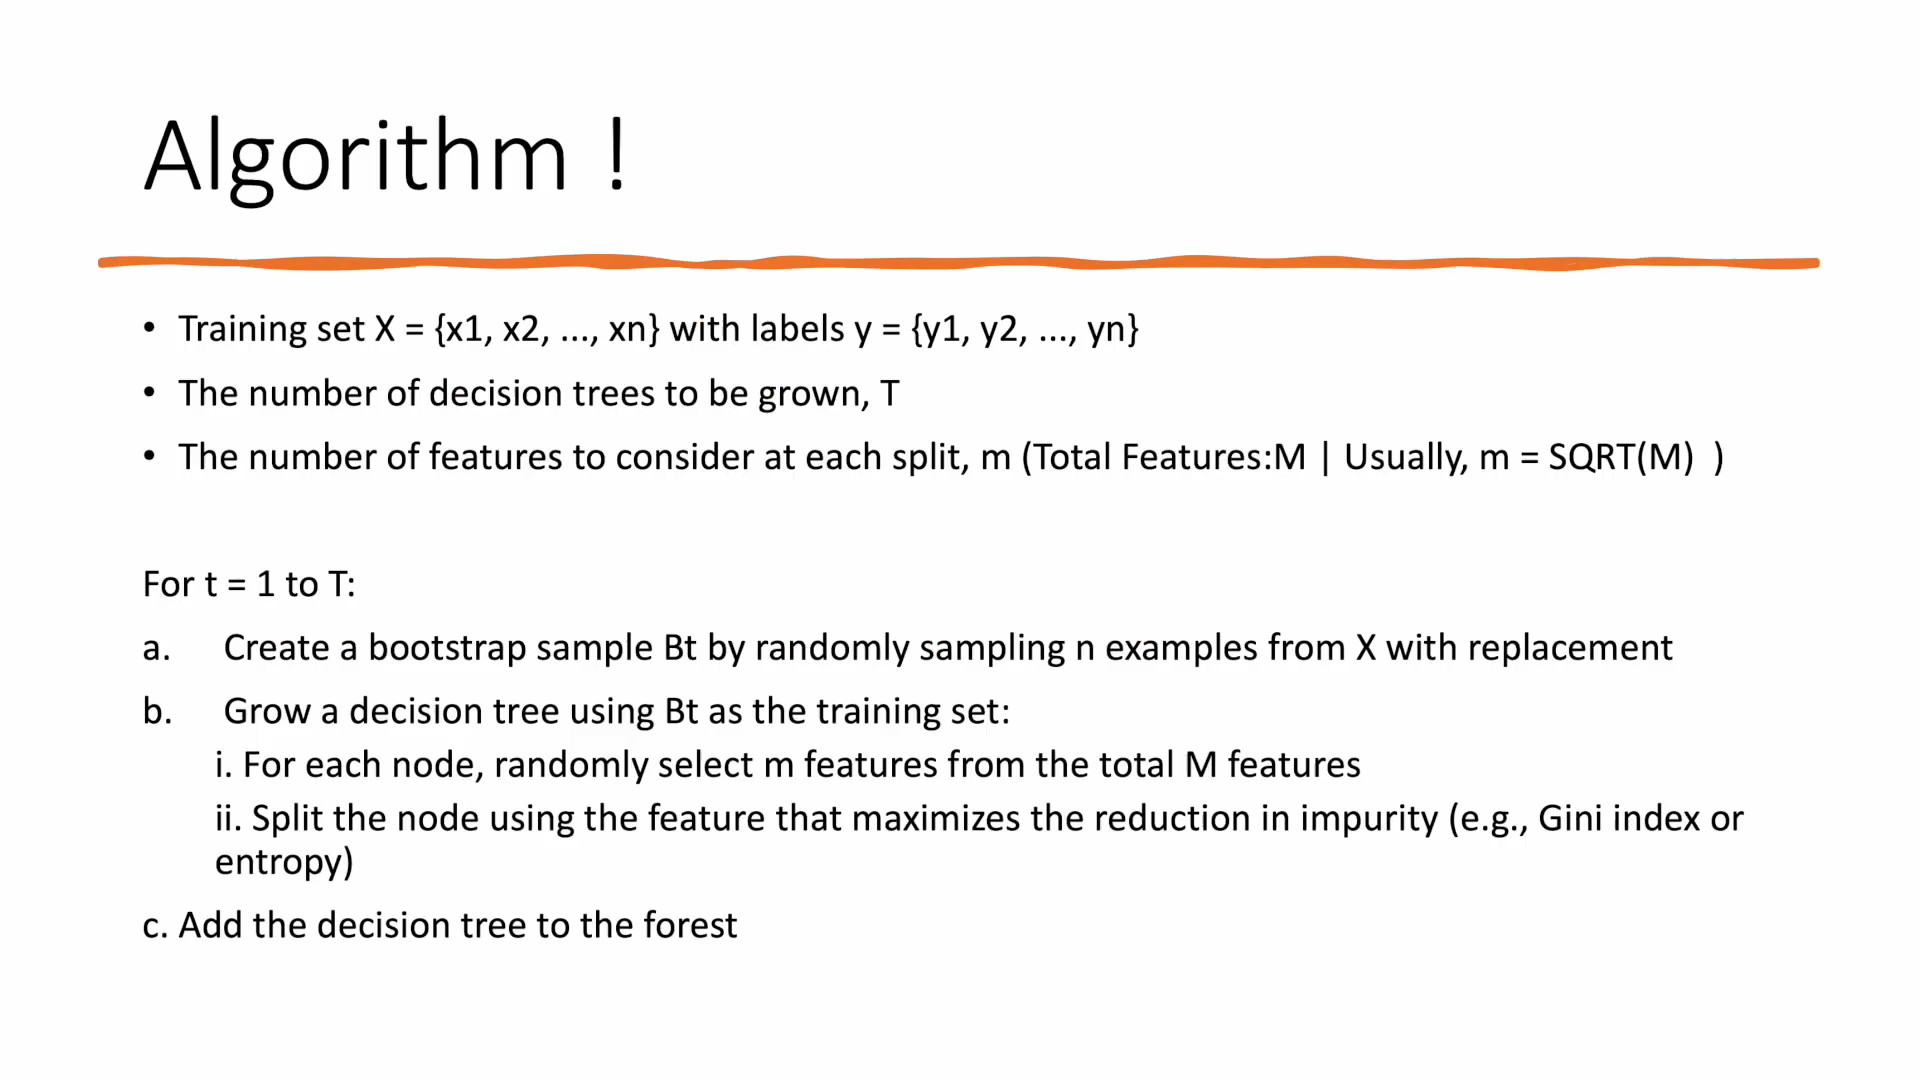 Algorithm !
• Training set X = {x1, x2, ..., xn} with labels y = {y1, y2, ..., yn}
• The number of decision trees to be grown, T
• The number of features to consider at each split, m (Total Features:M | Usually, m = SQRT(M)  )
For t = 1 to T:
a. Create a bootstrap sample Bt by randomly sampling n examples from X with replacement
b. Grow a decision tree using Bt as the training set:
i. For each node, randomly select m features from the total M features
ii. Split the node using the feature that maximizes the reduction in impurity (e.g., Gini index or
entropy)
c. Add the decision tree to the forest